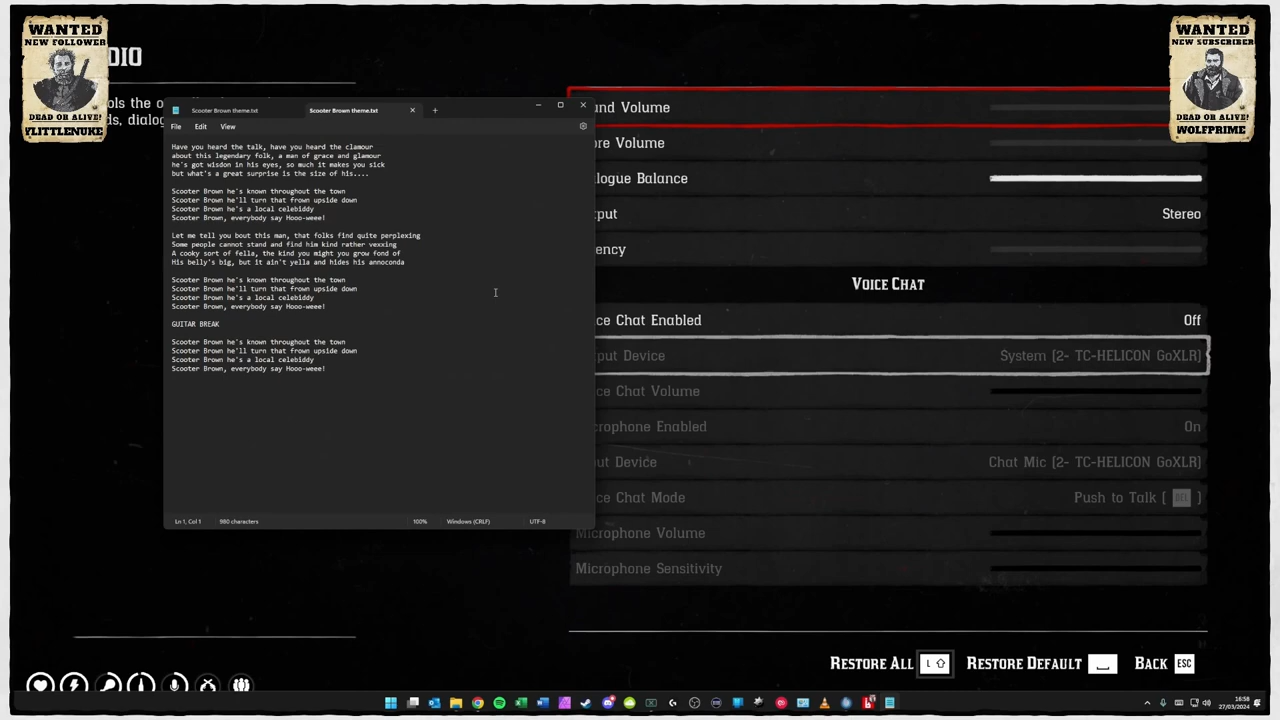 WANTED
NEW FOLLOWER
DEAD OR ALIVE!
YLITTLENUKE
WANTED
NEW SUBSCRIBER
DEAD OR ALIVE!
WOLFPRIME
DIO
ols the o
ds, dialog
Scooter Brown theme.txt
Scooter Brown theme.txt
File Edit View
Have you heard the talk, have you heard the clamour
about this legendary folk, a man of grace and glamour
he's got wisdon in his eyes, so much it makes you sick
but what's a great surprise is the size of his....
Scooter Brown he's known throughout the town
Scooter Brown he'll turn that frown upside down
Scooter Brown he's a local celebiddy
Scooter Brown, everybody say Hooo-weee!
Let me tell you bout this man, that folks find quite perplexing
Some people cannot stand and find him kind rather vexxing
A cooky sort of fella, the kind you might you grow fond of
His belly's big, but it ain't yella and hides his annoconda
Scooter Brown he's known throughout the town
Scooter Brown he'll turn that frown upside down
Scooter Brown he's a local celebiddy
Scooter Brown, everybody say Hooo-weee!
GUITAR BREAK
Scooter Brown he's known throughout the town
Scooter Brown he'll turn that frown upside down
Scooter Brown he's a local celebiddy
Scooter Brown, everybody say Hooo-weee!
Ln 1, Col 1 980 characters 100% Windows (CRLF) UTF-8
und Volume
ore Volume
alogue Balance
put Stereo
ency
Voice Chat
ce Chat Enabled Off
put Device System [2- TC-HELICON GoXLR]
ce Chat Volume
crophone Enabled On
ut Device Chat Mic [2- TC-HELICON GoXLR]
ce Chat Mode Push to Talk [ ]
Microphone Volume
Microphone Sensitivity
Restore All L Restore Default Back ESC
16:58
27/03/2024